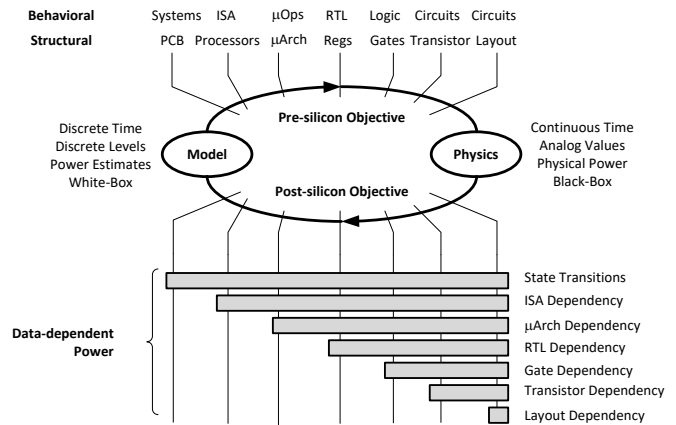 Behavioral Systems ISA μOps RTL Logic Circuits Circuits
Structural PCB Processors μArch Regs Gates Transistor Layout
Pre-silicon Objective
Discrete Time
Discrete Levels
Power Estimates
White-Box
Model
Physics
Continuous Time
Analog Values
Physical Power
Black-Box
Post-silicon Objective
Data-dependent
Power
State Transitions
ISA Dependency
μArch Dependency
RTL Dependency
Gate Dependency
Transistor Dependency
Layout Dependency